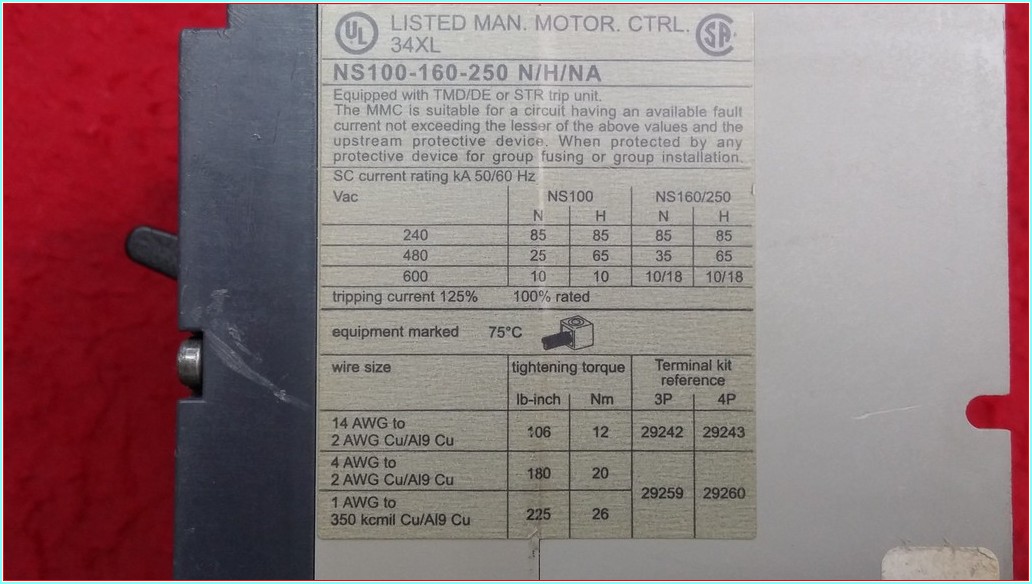 UL LISTED MAN. MOTOR. CTRL. SA
34XL
NS100-160-250 N/H/NA
Equipped with TMD/DE or STR trip unit.
The MMC is suitable for a circuit having an available fault
current not exceeding the lesser of the above values and the
upstream protective device. When protected by any
protective device for group fusing or group installation.
SC current rating kA 50/60 Hz
Vac NS100 NS160/250
N H N H
240 85 85 85 85
480 25 65 35 65
600 10 10 10/18 10/18
tripping current 125% 100% rated
equipment marked 75°C
wire size tightening torque Terminal kit
reference
lb-inch Nm 3P 4P
14 AWG to
2 AWG Cu/Al9 Cu 106 12 29242 29243
4 AWG to
2 AWG Cu/Al9 Cu 180 20
29259 29260
1 AWG to
350 kcmil Cu/Al9 Cu 225 26